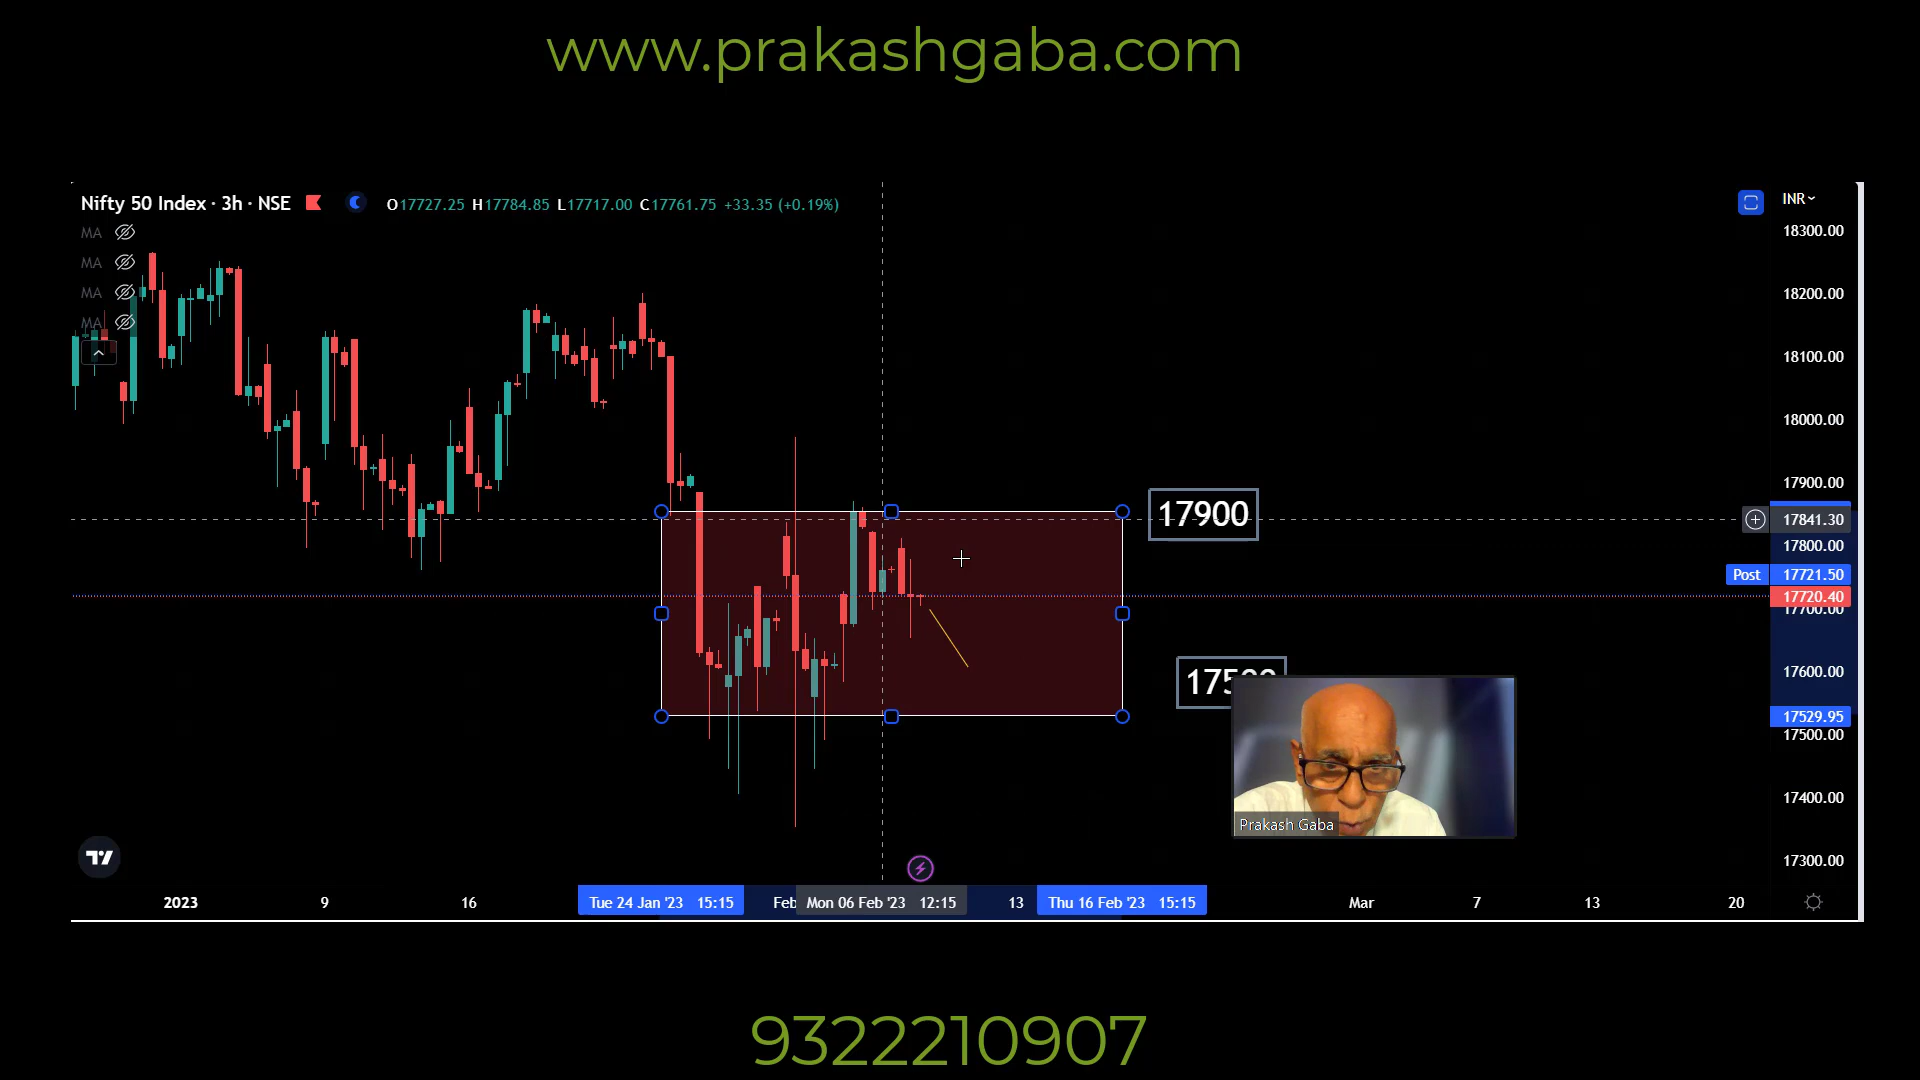 www.prakashgaba.com
Nifty 50 Index · 3h · NSE O17727.25 H17784.85 L17717.00 C17761.75 +33.35 (+0.19%)
INR
MA
MA
MA
MA
18300.00
18200.00
18100.00
18000.00
17900.00
17900
17841.30
17800.00
Post 17721.50
17720.40
17700.00
17600.00
17529.95
17500.00
17400.00
17300.00
Prakash Gaba
2023 9 16 Tue 24 Jan '23 15:15 Feb Mon 06 Feb '23 12:15 13 Thu 16 Feb '23 15:15 Mar 7 13 20
9322210907